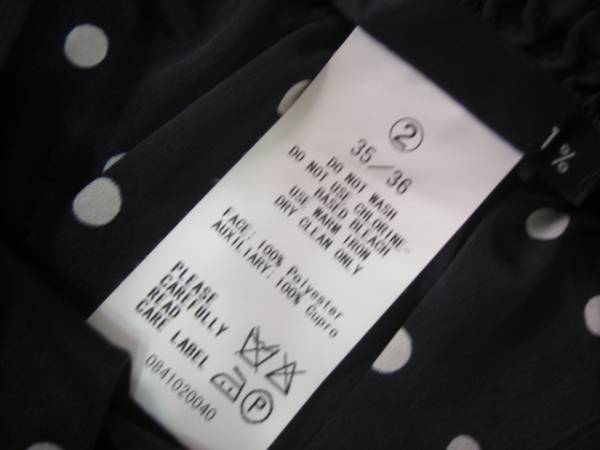 2
35/36
DO NOT WASH
DO NOT USE CHLORINE-
BASED BLEACH
USE WARM IRON
DRY CLEAN ONLY
FACE: 100% Polyester
AUXILIARY: 100% Cupro
PLEASE
CAREFULLY
READ
CARE LABEL
0841020040
P
%